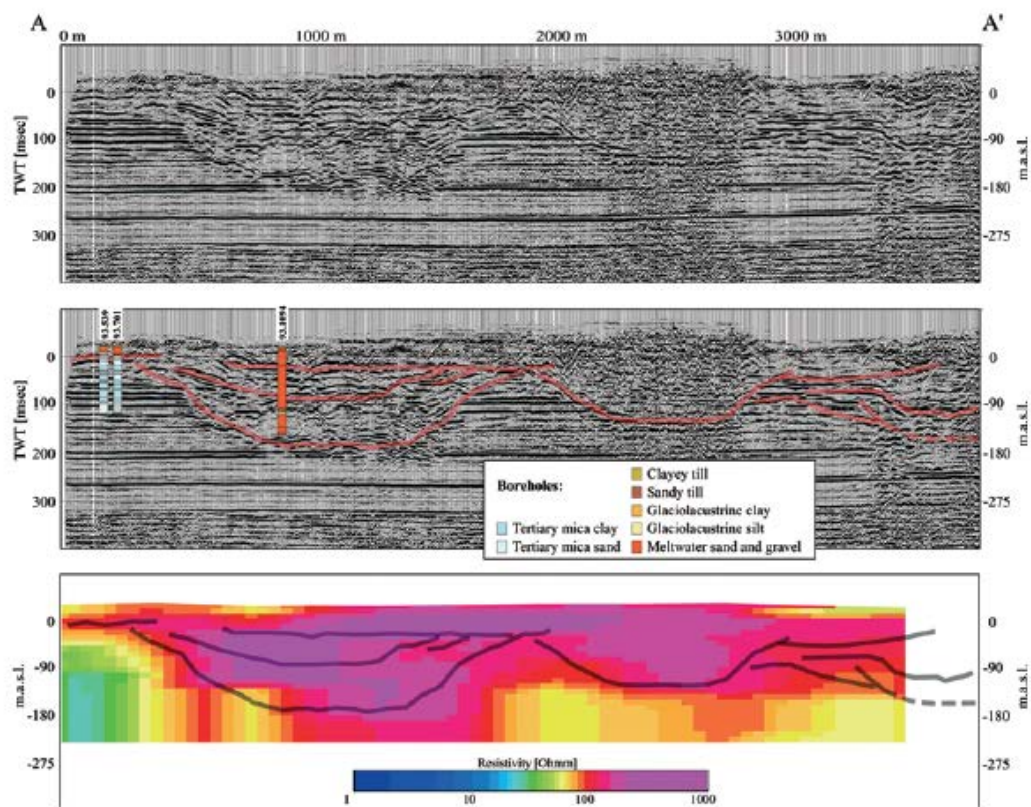 A A'
0 m 1000 m 2000 m 3000 m
0 0
100 -90
200 -180
300 -275
TWT [msec] m.a.s.l.
93.1094
0 0
100 -90
200 -180
300 -275
TWT [msec] m.a.s.l.
Boreholes:
Tertiary mica clay
Tertiary mica sand
Clayey till
Sandy till
Glaciolacustrine clay
Glaciolacustrine silt
Meltwater sand and gravel
0 0
-90 -90
-180 -180
-275 -275
m.a.s.l. m.a.s.l.
Resistivity [Ohmm]
1 10 100 1000